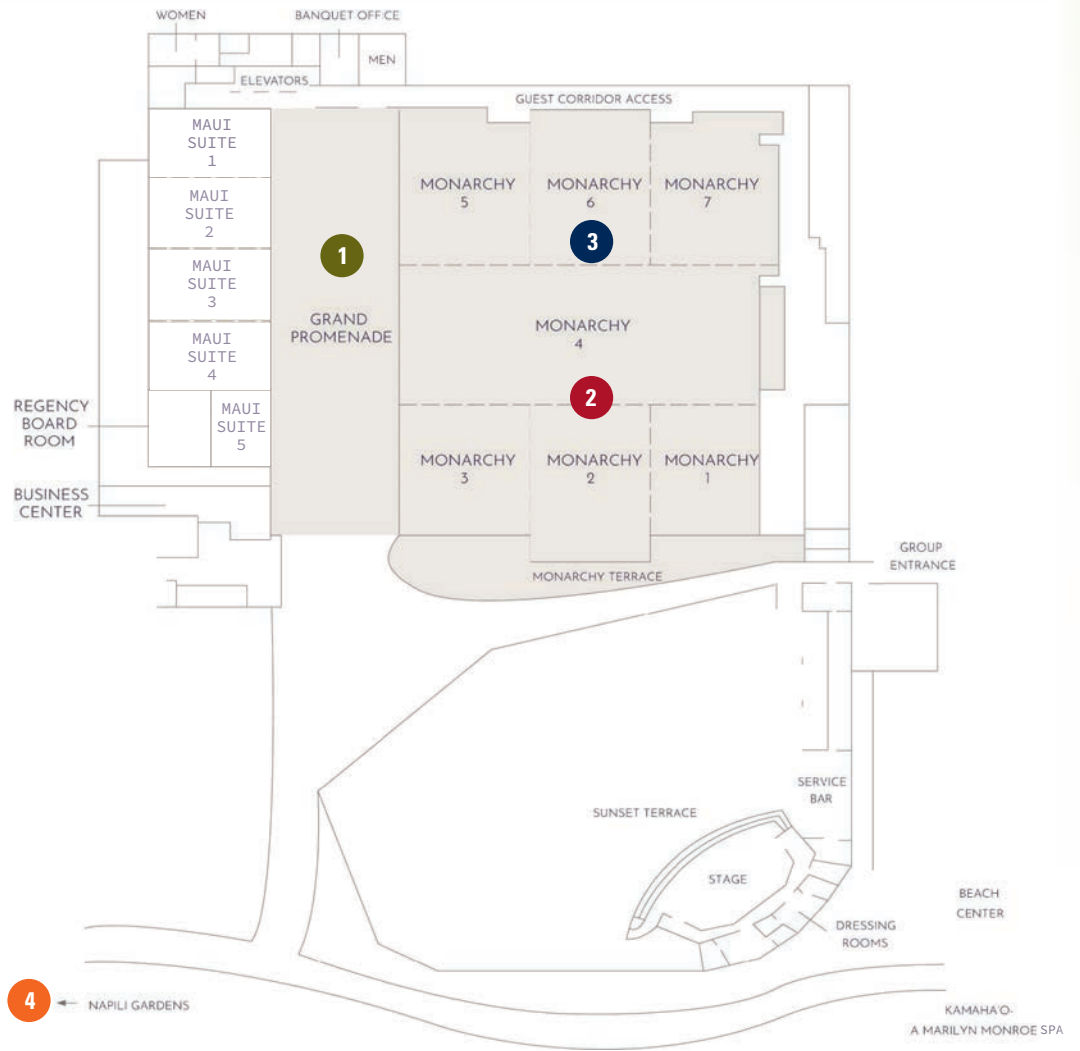 WOMEN
BANQUET OFFICE
MEN
ELEVATORS
GUEST CORRIDOR ACCESS
MAUI
SUITE
1
MAUI
SUITE
2
MAUI
SUITE
3
MAUI
SUITE
4
MAUI
SUITE
5
REGENCY
BOARD
ROOM
BUSINESS
CENTER
1
GRAND
PROMENADE
MONARCHY
5
MONARCHY
6
MONARCHY
7
3
MONARCHY
4
2
MONARCHY
3
MONARCHY
2
MONARCHY
1
MONARCHY TERRACE
GROUP
ENTRANCE
SERVICE
BAR
SUNSET TERRACE
STAGE
DRESSING
ROOMS
BEACH
CENTER
4
NAPILI GARDENS
KAMAHA'O-
A MARILYN MONROE SPA